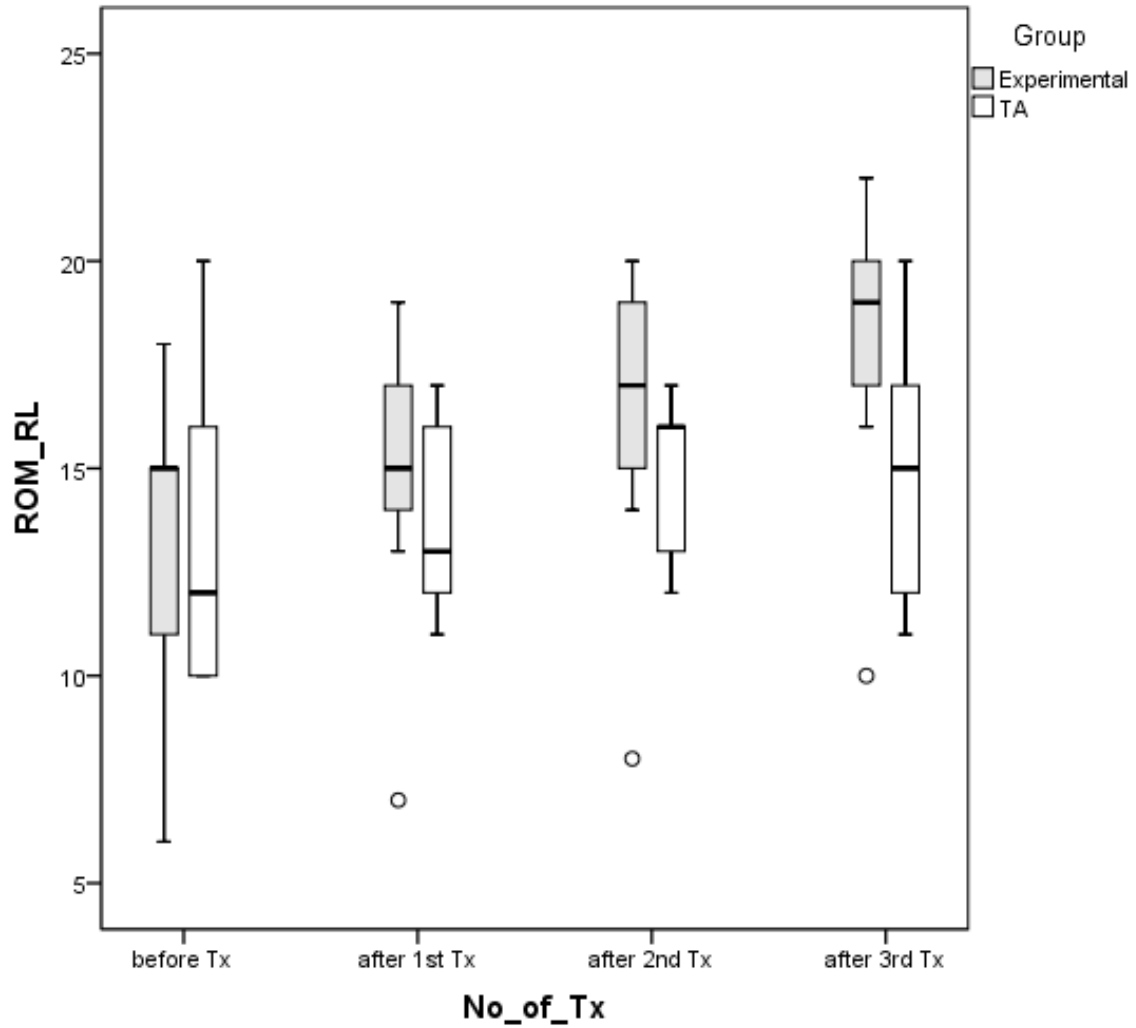 Group
Experimental
TA
25
20
15
10
5
ROM_RL
before Tx
after 1st Tx
after 2nd Tx
after 3rd Tx
No_of_Tx